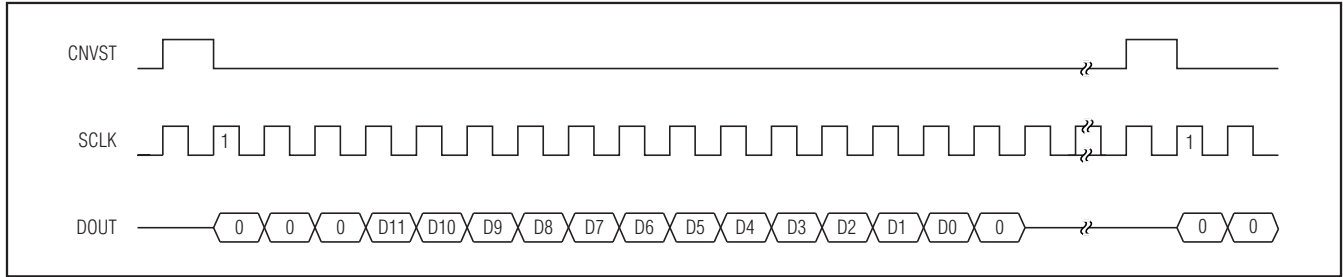 CNVST
SCLK 1 1
DOUT 0 0 0 D11 D10 D9 D8 D7 D6 D5 D4 D3 D2 D1 D0 0 0 0